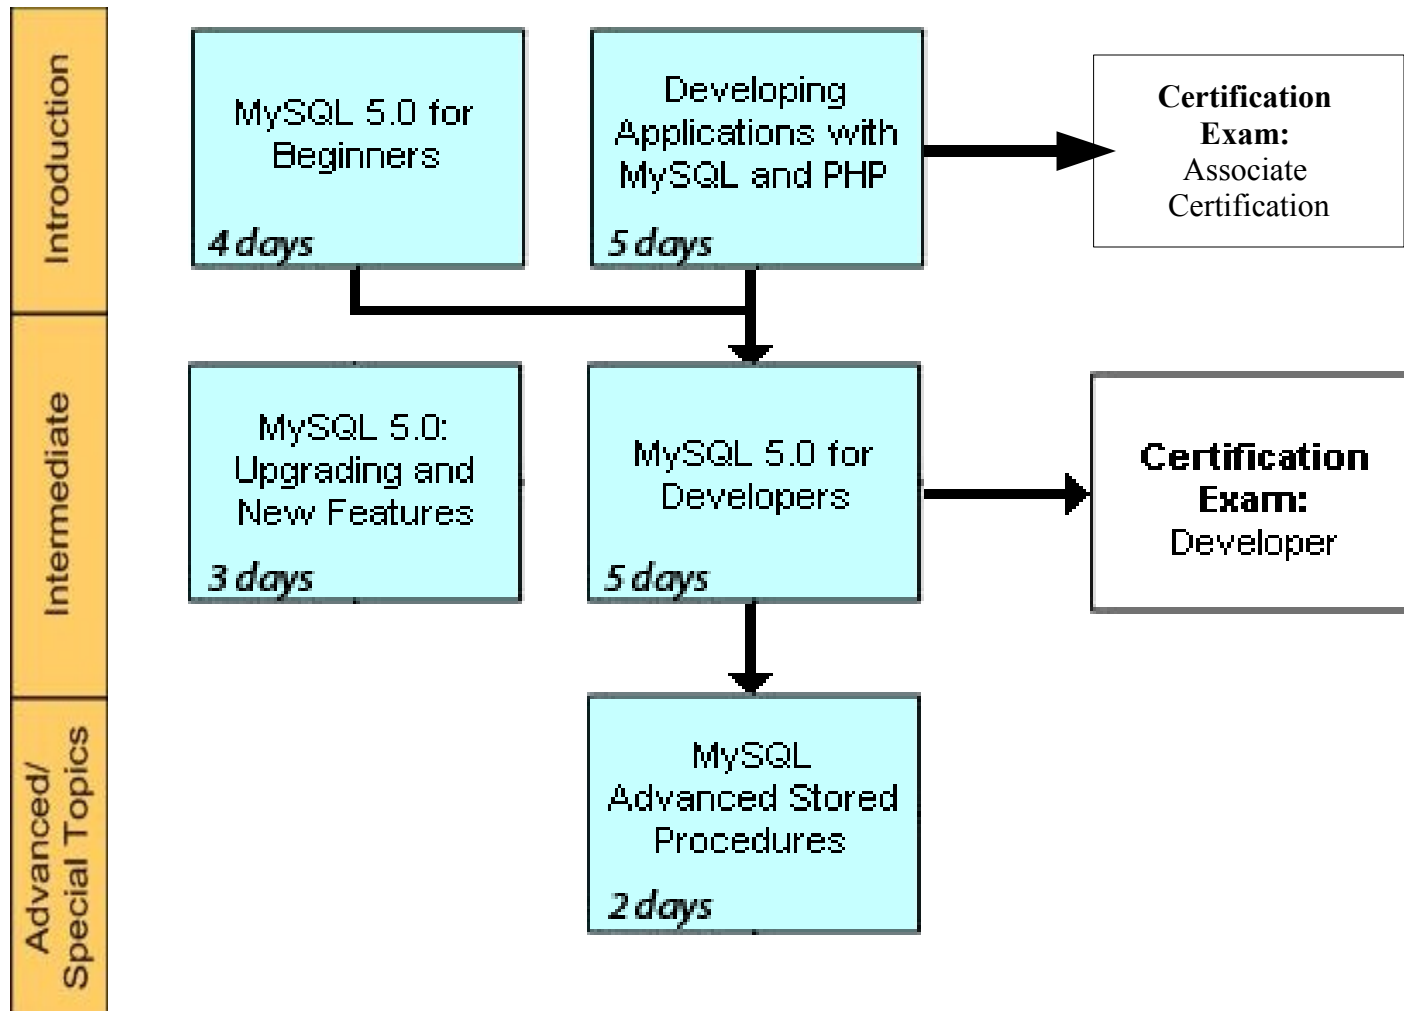 Introduction
MySQL 5.0 for
Beginners
4 days
Developing
Applications with
MySQL and PHP
5 days
Certification
Exam:
Associate
Certification
Intermediate
MySQL 5.0:
Upgrading and
New Features
3 days
MySQL 5.0 for
Developers
5 days
Certification
Exam:
Developer
Advanced/
Special Topics
MySQL
Advanced Stored
Procedures
2 days